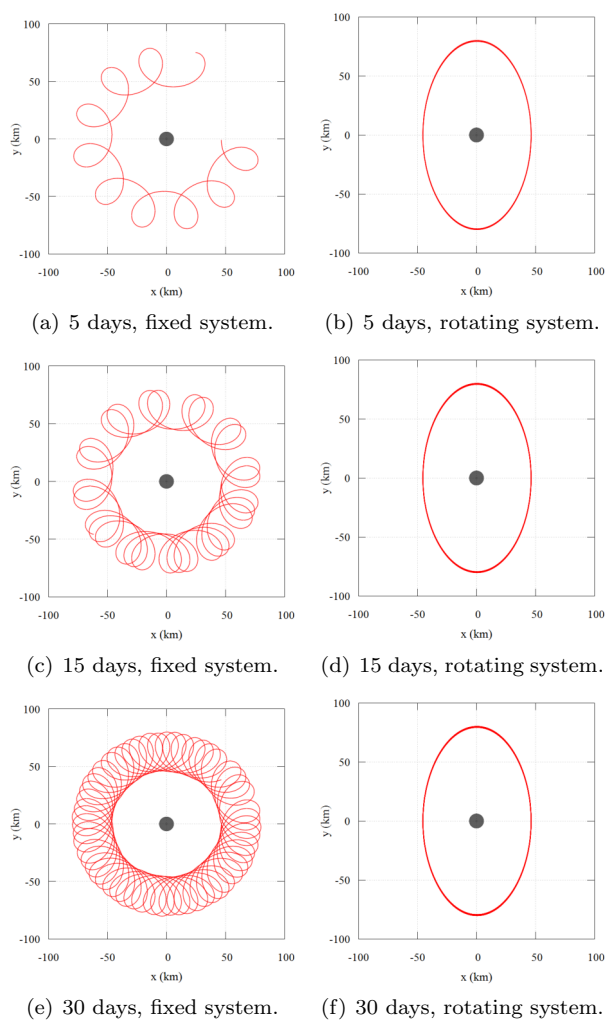 100
50
0
-50
-100
y (km)
-100 -50 0 50 100
x (km)
(a) 5 days, fixed system.
100
50
0
-50
-100
y (km)
-100 -50 0 50 100
x (km)
(b) 5 days, rotating system.
100
50
0
-50
-100
y (km)
-100 -50 0 50 100
x (km)
(c) 15 days, fixed system.
100
50
0
-50
-100
y (km)
-100 -50 0 50 100
x (km)
(d) 15 days, rotating system.
100
50
0
-50
-100
y (km)
-100 -50 0 50 100
x (km)
(e) 30 days, fixed system.
100
50
0
-50
-100
y (km)
-100 -50 0 50 100
x (km)
(f) 30 days, rotating system.